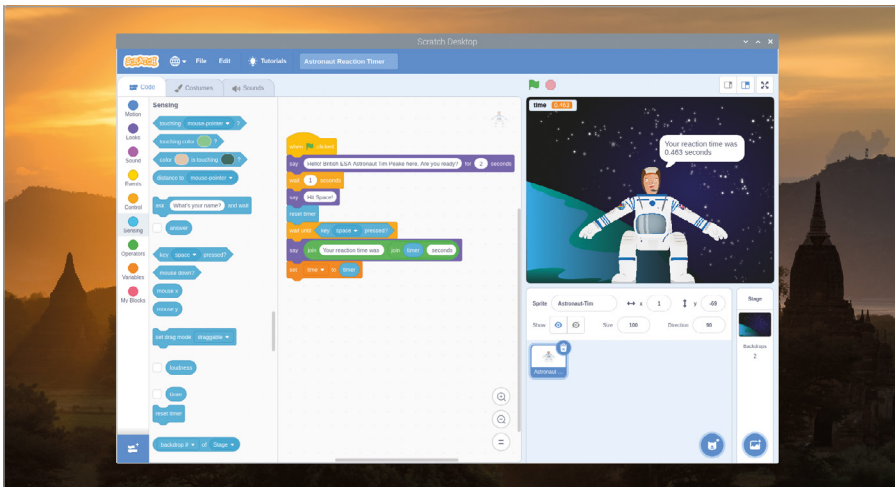 Scratch Desktop
SCRATCH
File
Edit
Tutorials
Astronaut Reaction Timer
Code
Costumes
Sounds
Motion
Looks
Sound
Events
Control
Sensing
Operators
Variables
My Blocks
Sensing
touching mouse-pointer ?
touching color ?
color is touching ?
distance to mouse-pointer
ask What's your name? and wait
answer
key space pressed?
mouse down?
mouse x
mouse y
set drag mode draggable
loudness
timer
reset timer
backdrop # of Stage
when clicked
say Hello! British ESA Astronaut Tim Peake here. Are you ready? for 2 seconds
wait 1 seconds
say Hit Space!
reset timer
wait until key space pressed?
say join Your reaction time was join timer seconds
set time to timer
time 0.463
Your reaction time was
0.463 seconds
Sprite Astronaut-Tim x 1 y -69
Show Size 100 Direction 90
Astronaut ...
Stage
Backdrops
2